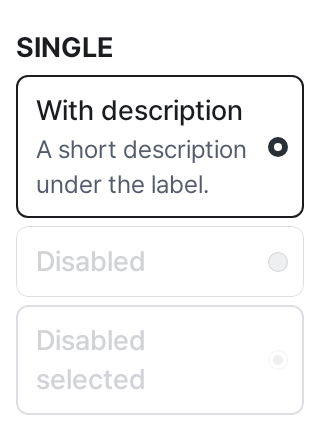 SINGLE
With description
A short description
under the label.
Disabled
Disabled
selected